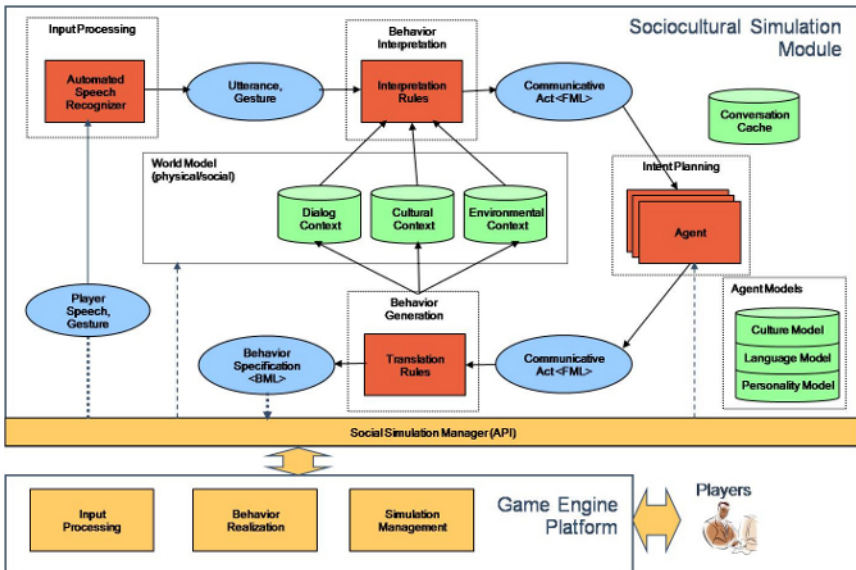 Sociocultural Simulation
Module
Input Processing
Automated
Speech
Recognizer
Utterance,
Gesture
Behavior
Interpretation
Interpretation
Rules
Communicative
Act <FML>
Conversation
Cache
World Model
(physical/social)
Dialog
Context
Cultural
Context
Environmental
Context
Intent Planning
Agent
Player
Speech,
Gesture
Behavior
Generation
Translation
Rules
Behavior
Specification
<BML>
Communicative
Act <FML>
Agent Models
Culture Model
Language Model
Personality Model
Social Simulation Manager (API)
Input
Processing
Behavior
Realization
Simulation
Management
Game Engine
Platform
Players